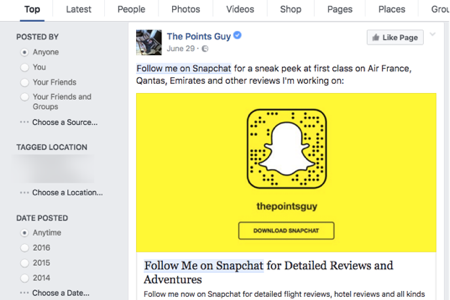 Top Latest People Photos Videos Shop Pages Places
POSTED BY
Anyone
You
Your Friends
Your Friends and
Groups
Choose a Source...
TAGGED LOCATION
Choose a Location...
DATE POSTED
Anytime
2016
2015
2014
Choose a Date...
The Points Guy
June 29 ·
Like Page
Follow me on Snapchat for a sneak peek at first class on Air France,
Qantas, Emirates and other reviews I'm working on:
thepointsguy
DOWNLOAD SNAPCHAT
Follow Me on Snapchat for Detailed Reviews and
Adventures
Follow me now on Snapchat for detailed flight reviews, hotel reviews and all kinds